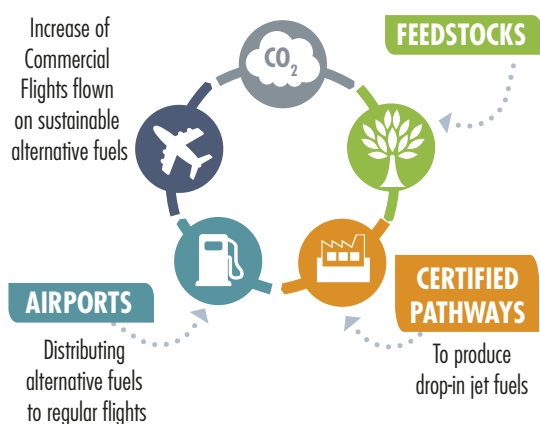 Increase of
Commercial
Flights flown
on sustainable
alternative fuels
CO2
FEEDSTOCKS
AIRPORTS
Distributing
alternative fuels
to regular flights
CERTIFIED
PATHWAYS
To produce
drop-in jet fuels